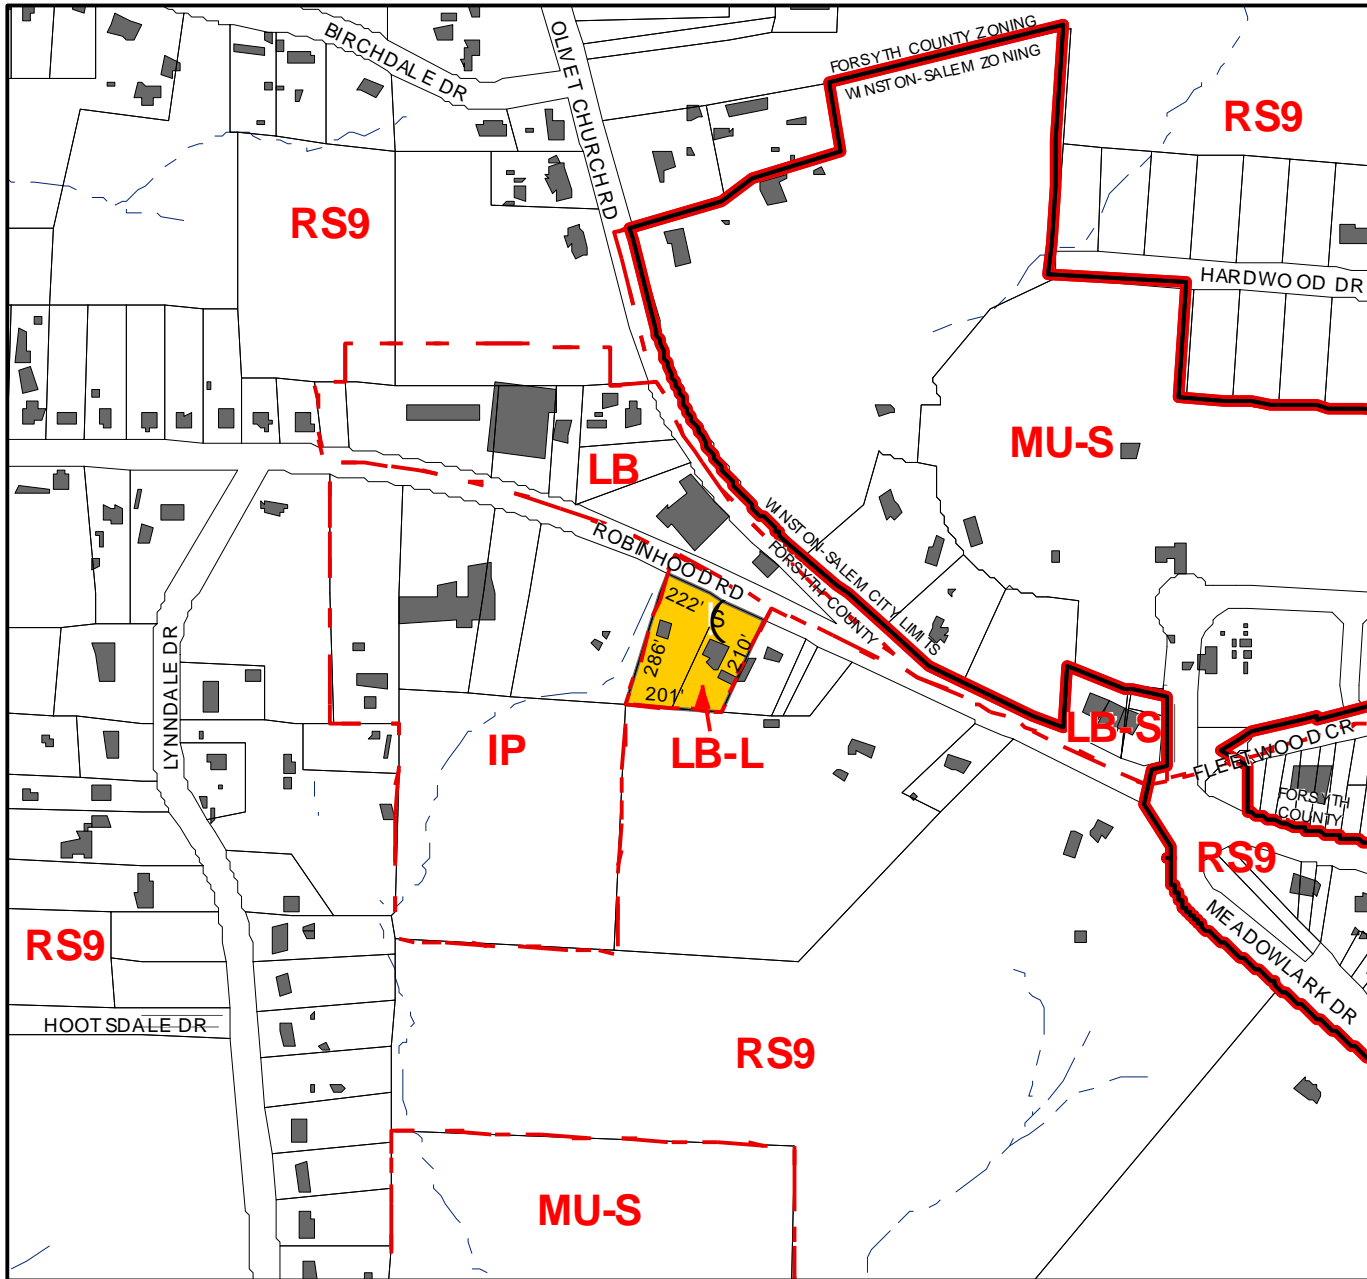 BIRCHDALE DR
OLIVET CHURCH RD
FORSYTH COUNTY ZONING
WINSTON-SALEM ZONING
RS9
RS9
HARDWOOD DR
MU-S
LB
WINSTON-SALEM CITY LIMITS
FORSYTH COUNTY
ROBINHOOD RD
222'
286'
210'
201'
LYNNDALE DR
IP
LB-L
LB-S
FLEETWOOD CR
FORSYTH
COUNTY
RS9
MEADOWLARK DR
RS9
HOOTSDALE DR
RS9
MU-S